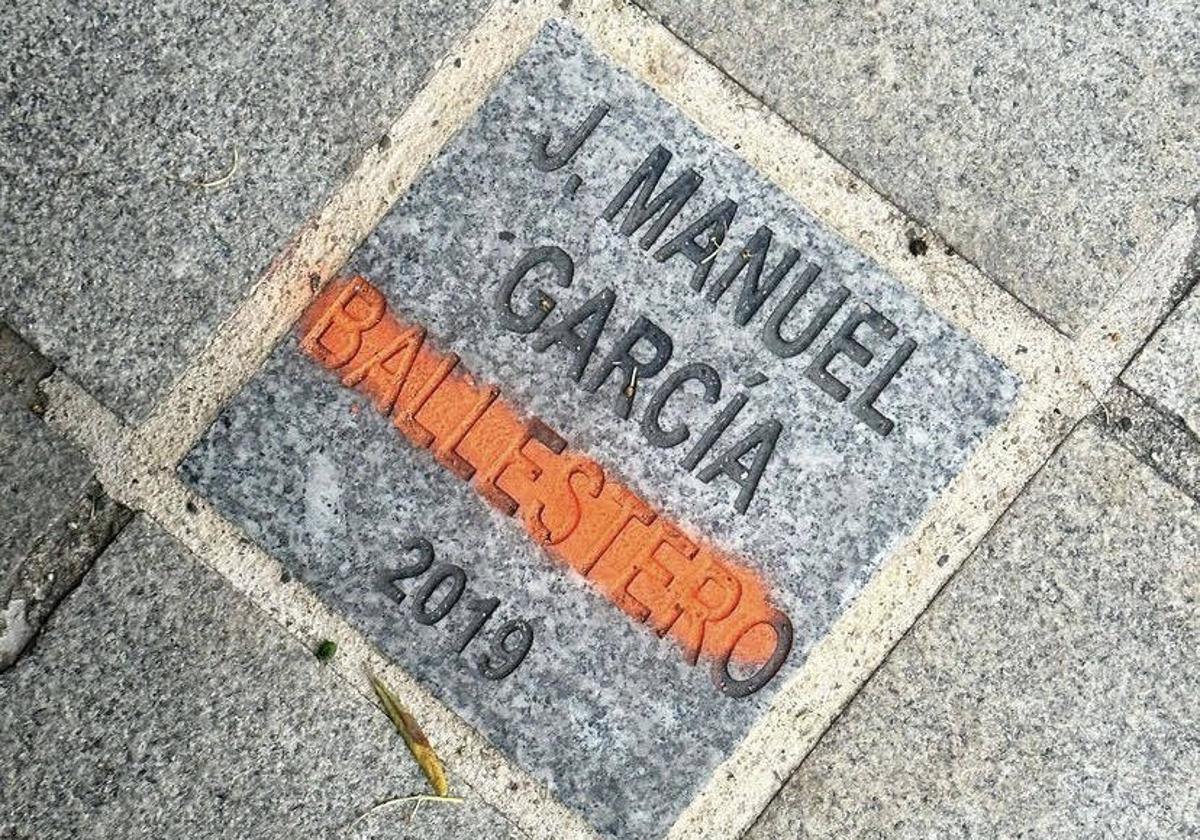 J. MANUEL
GARCÍA
BALLESTERO
2019